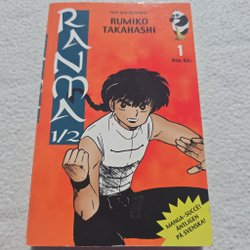 RUMIKO
TAKAHASHI
1
RANMA
1/2
MANGA-SUCCÉ!
ÄNTLIGEN
PÅ SVENSKA!